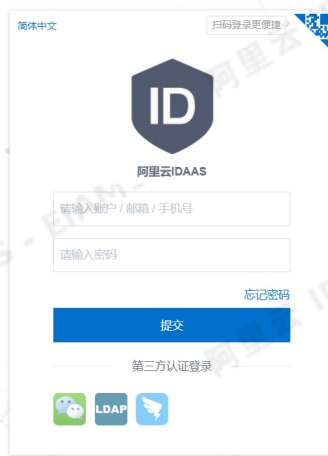 简体中文
扫码登录更便捷
ID
阿里云IDAAS
请输入账户 / 邮箱 / 手机号
请输入密码
忘记密码
提交
第三方认证登录
LDAP